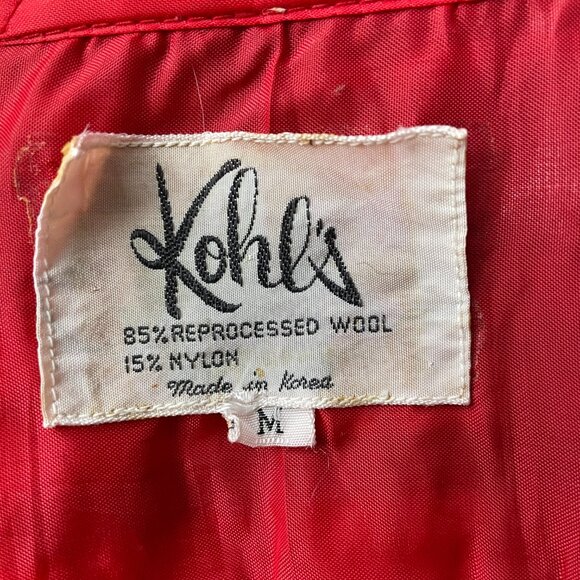 Kohl's
85% REPROCESSED WOOL
15% NYLON
Made in Korea
M